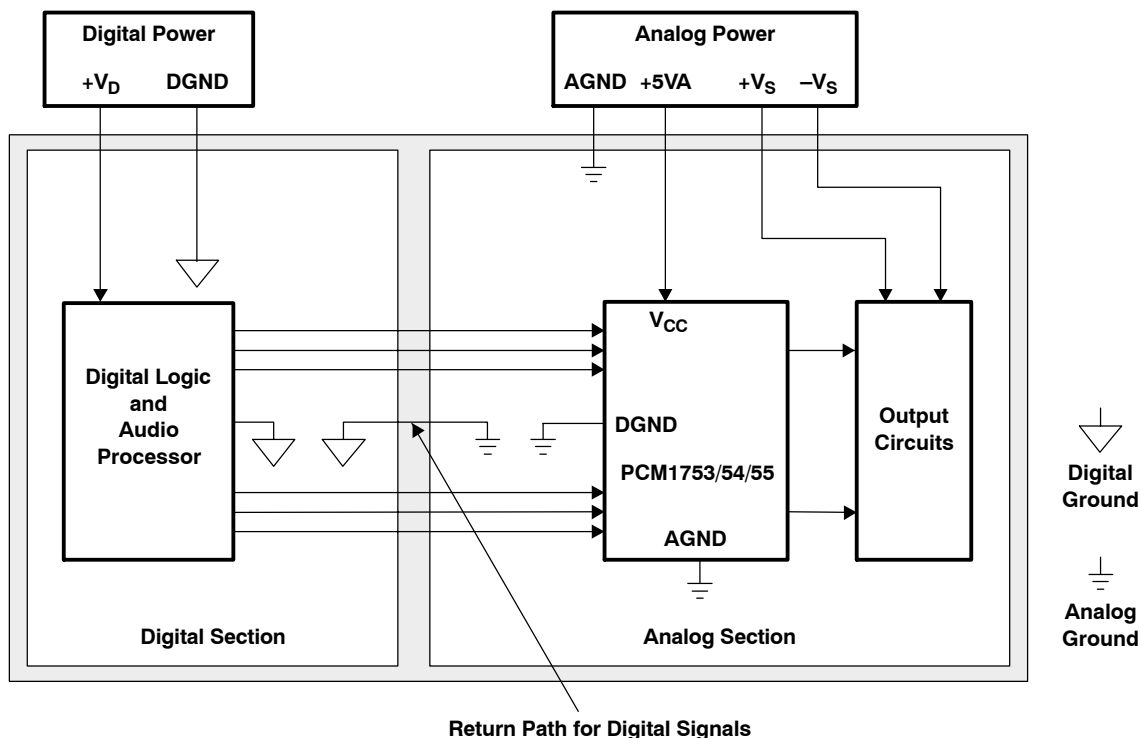 Digital Power
+VD DGND
Analog Power
AGND +5VA +VS –VS
Digital Logic
and
Audio
Processor
VCC
DGND
PCM1753/54/55
AGND
Output
Circuits
Digital
Ground
Analog
Ground
Digital Section
Analog Section
Return Path for Digital Signals